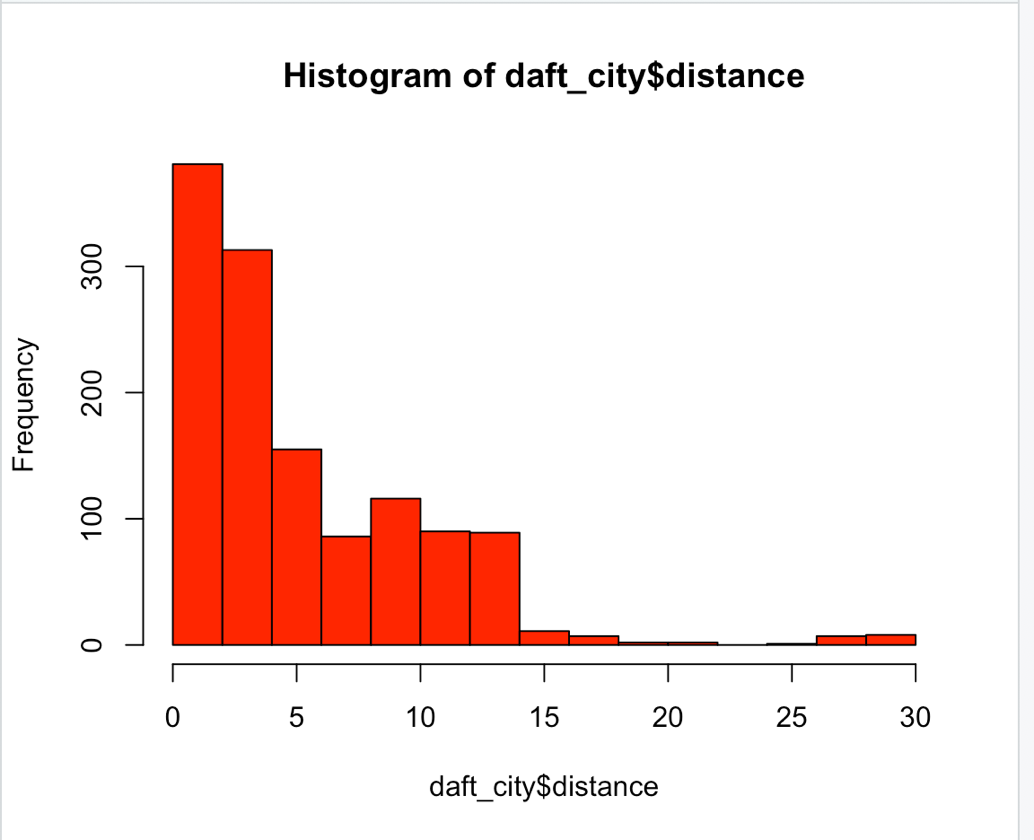 Histogram of daft_city$distance
300
200
100
0
Frequency
0 5 10 15 20 25 30
daft_city$distance